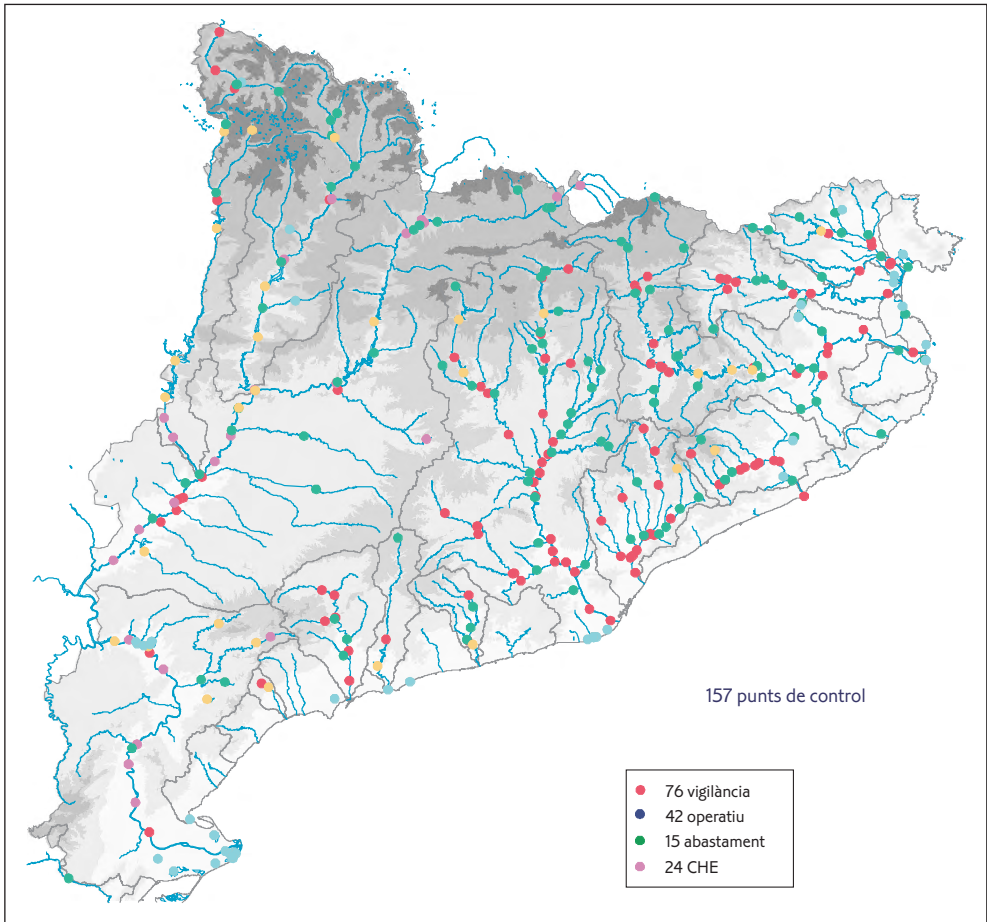 157 punts de control
76 vigilància
42 operatiu
15 abastament
24 CHE